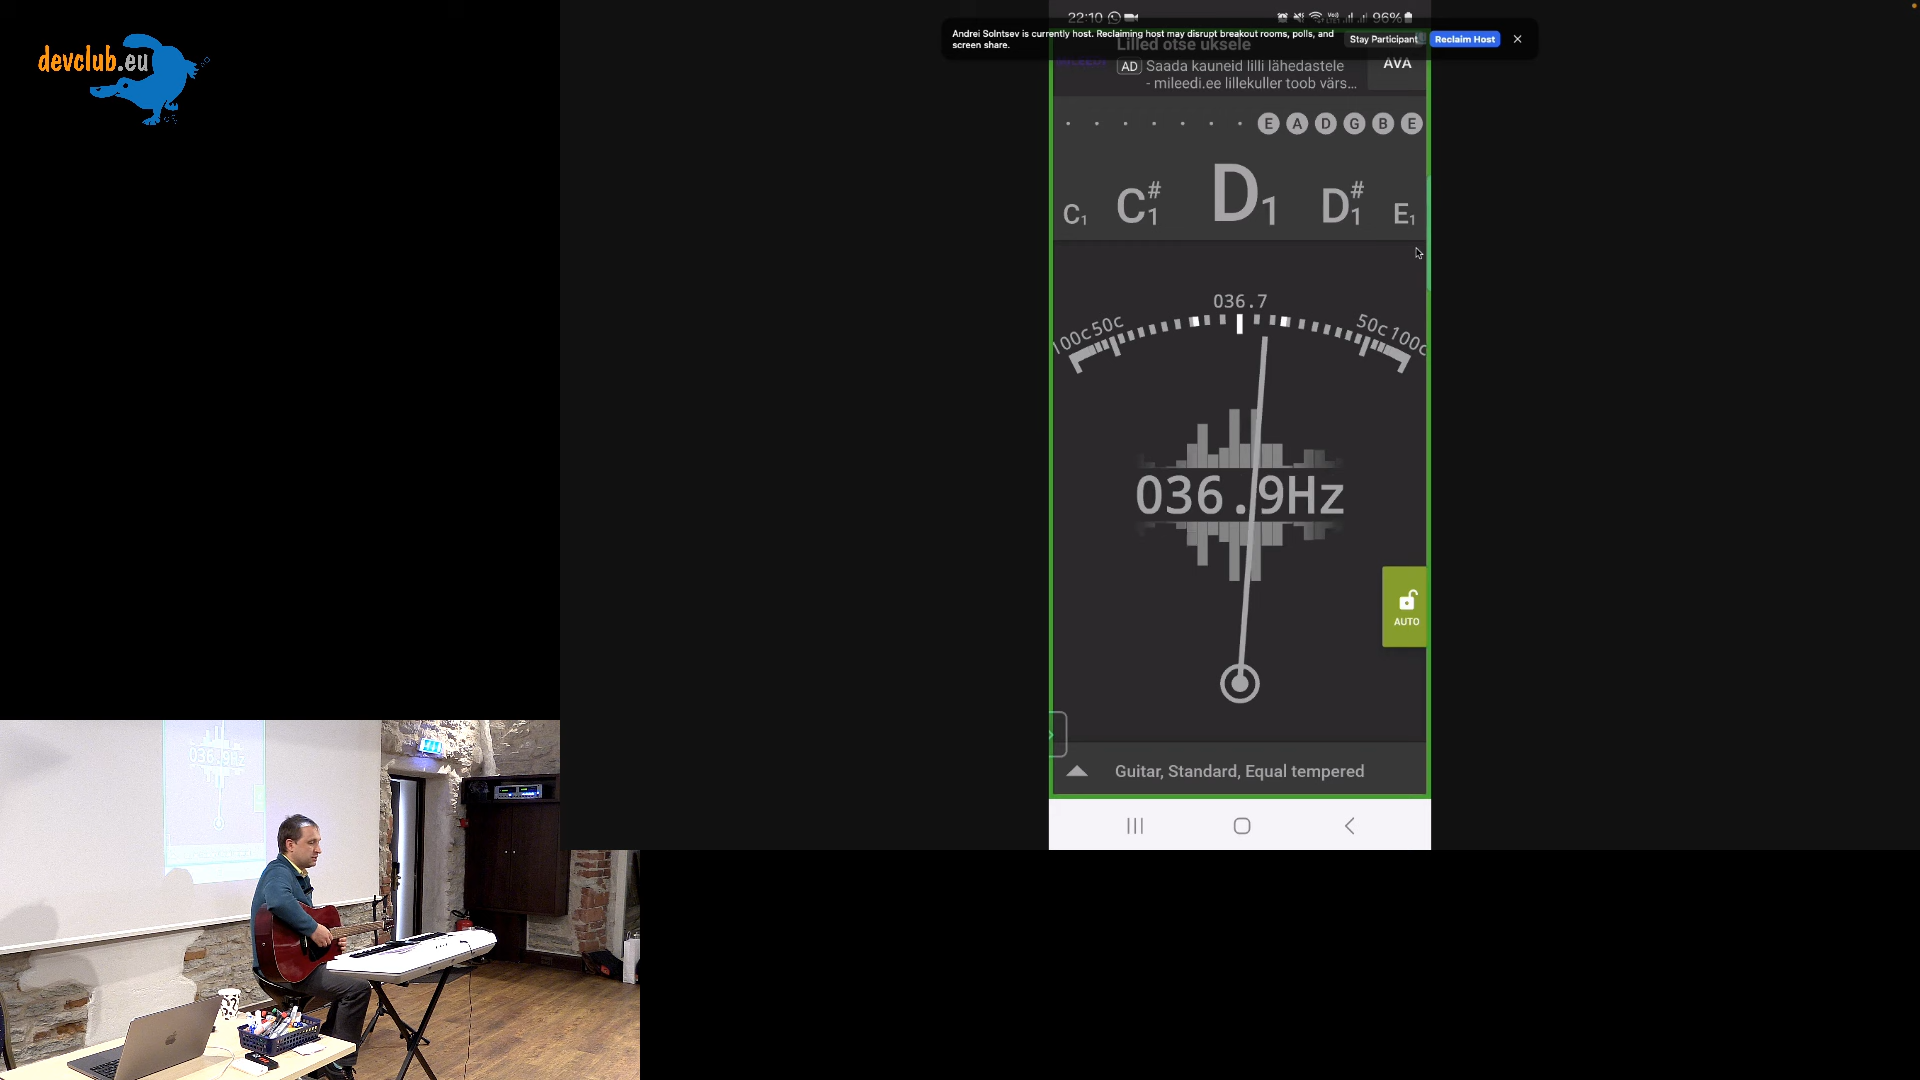 devclub.eu
22:10
96%
Andrei Solntsev is currently host. Reclaiming host may disrupt breakout rooms, polls, and
screen share.
Stay Participant
Reclaim Host
Lilled otse uksele
AD
Saada kauneid lilli lähedastele
- mileedi.ee lillekuller toob värs...
AVA
E A D G B E
C1 C#1 D1 D#1 E1
036.7
100c 50c
50c 100c
036.9Hz
AUTO
Guitar, Standard, Equal tempered
036.9Hz